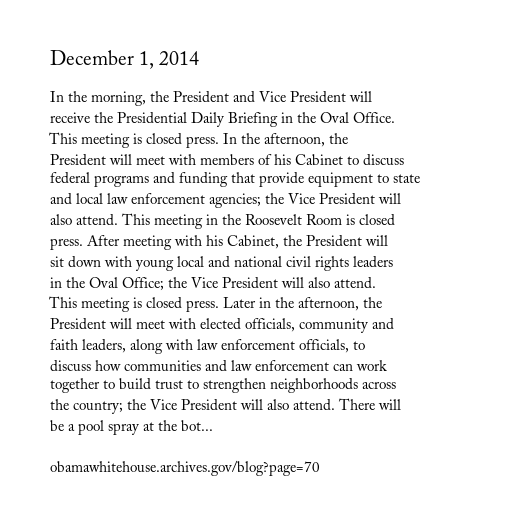 December 1, 2014
In the morning, the President and Vice President will
receive the Presidential Daily Briefing in the Oval Office.
This meeting is closed press. In the afternoon, the
President will meet with members of his Cabinet to discuss
federal programs and funding that provide equipment to state
and local law enforcement agencies; the Vice President will
also attend. This meeting in the Roosevelt Room is closed
press. After meeting with his Cabinet, the President will
sit down with young local and national civil rights leaders
in the Oval Office; the Vice President will also attend.
This meeting is closed press. Later in the afternoon, the
President will meet with elected officials, community and
faith leaders, along with law enforcement officials, to
discuss how communities and law enforcement can work
together to build trust to strengthen neighborhoods across
the country; the Vice President will also attend. There will
be a pool spray at the bot...
obamawhitehouse.archives.gov/blog?page=70